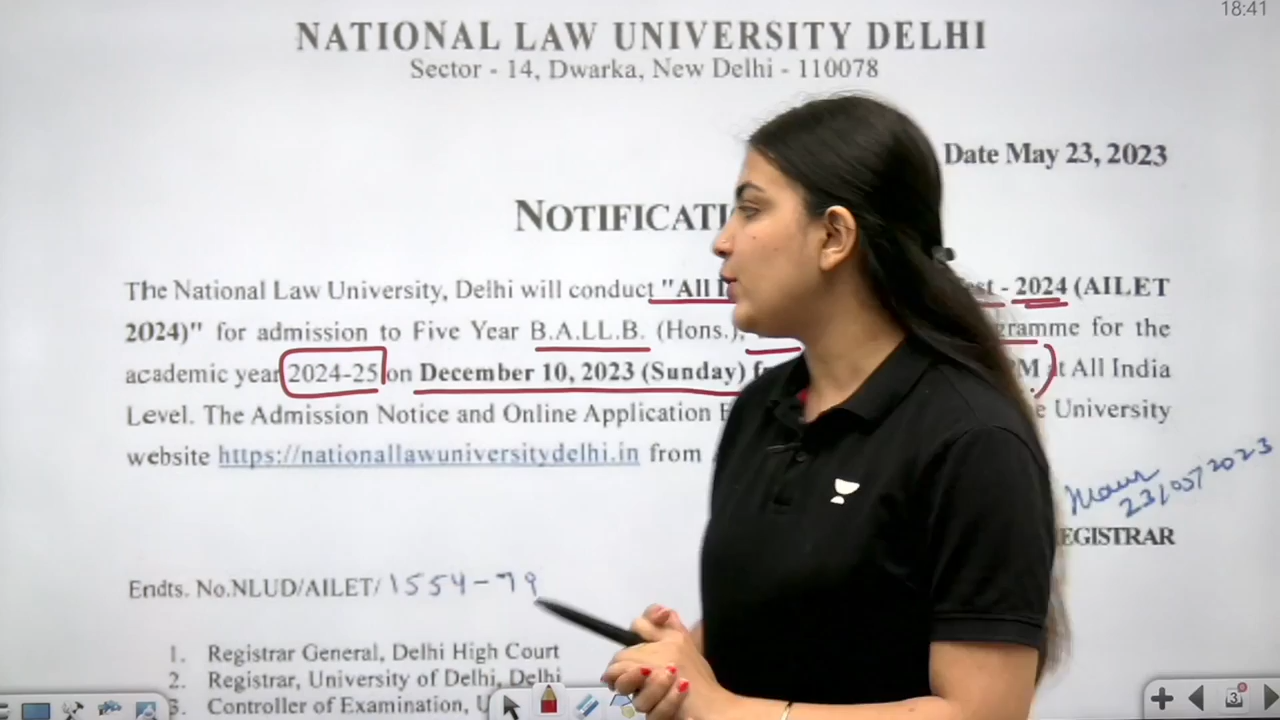 18:41
NATIONAL LAW UNIVERSITY DELHI
Sector - 14, Dwarka, New Delhi - 110078
Date May 23, 2023
The National Law University, Delhi will conduct "All - 2024 (AILET
2024)" for admission to Five Year B.A.LL.B. (Hons.), for the
academic year 2024-25 on December 10, 2023 (Sunday) PM at All India
Level. The Admission Notice and Online Application University
website https://nationallawuniversitydelhi.in from
23/05/2023
Endts. No.NLUD/AILET/1554-79
1. Registrar General, Delhi High Court
2. Registrar, University of Delhi, Delhi
3. Controller of Examination,
3